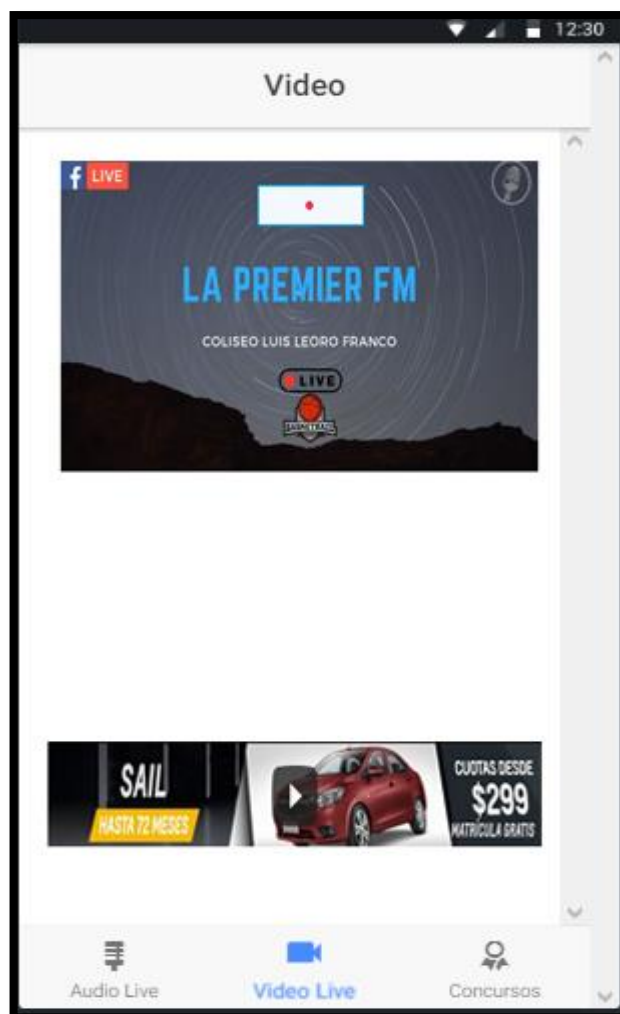 12:30
Video
f LIVE
LA PREMIER FM
COLISEO LUIS LEORO FRANCO
LIVE
SAIL
HASTA 72 MESES
CUOTAS DESDE
$299
MATRÍCULA GRATIS
Audio Live
Video Live
Concursos